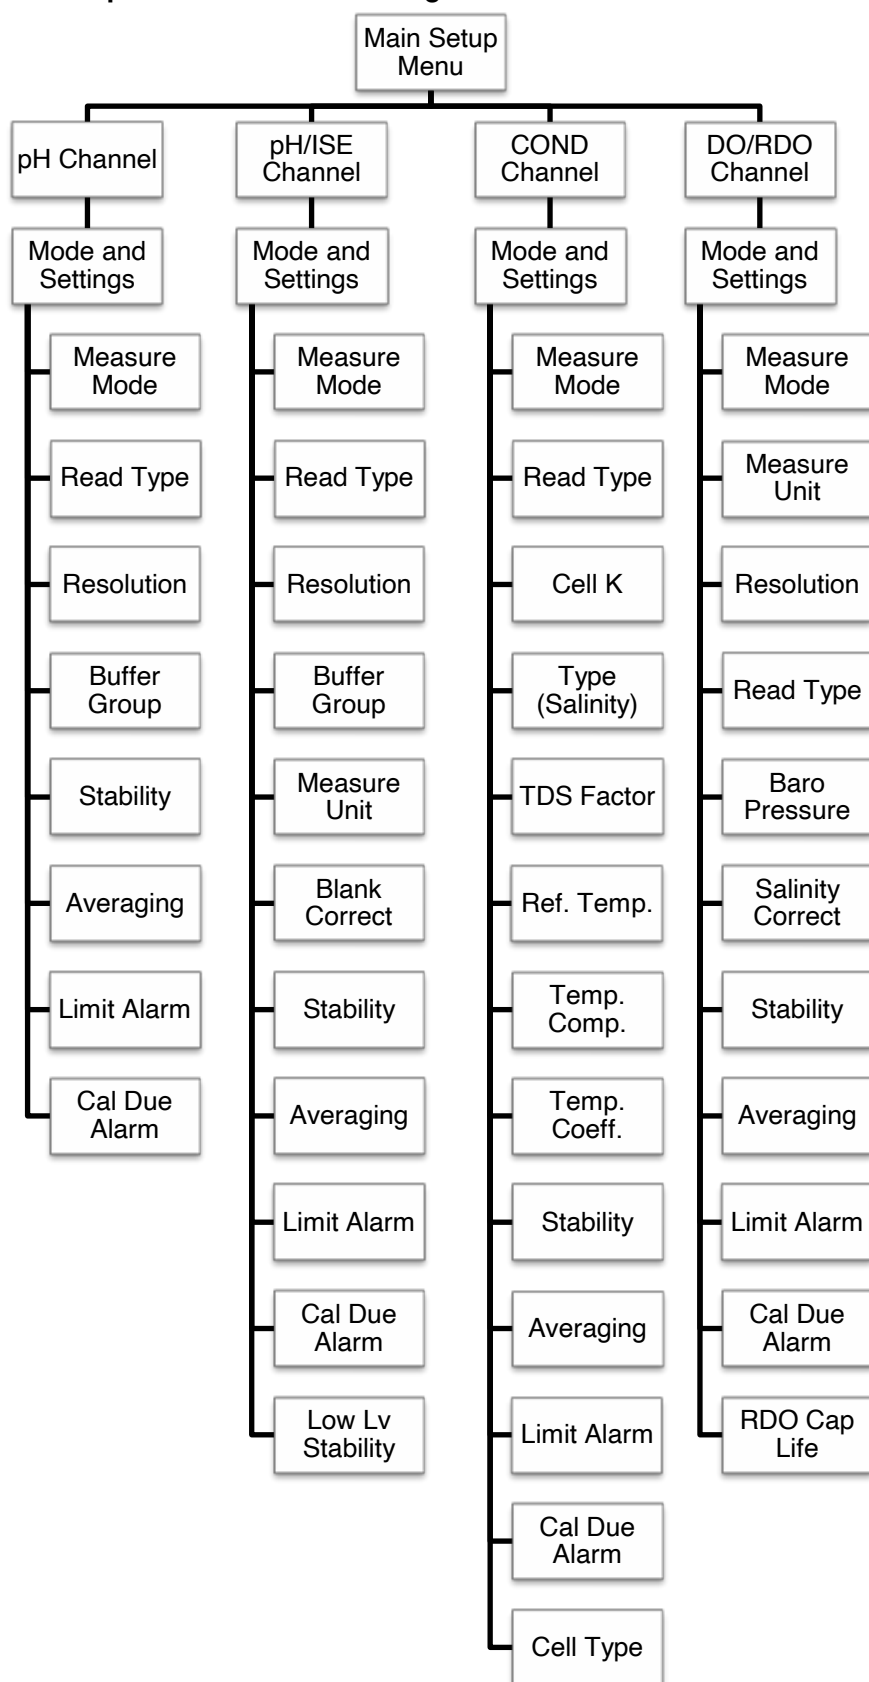 Main Setup
Menu
pH Channel
Mode and
Settings
Measure
Mode
Read Type
Resolution
Buffer
Group
Stability
Averaging
Limit Alarm
Cal Due
Alarm
pH/ISE
Channel
Mode and
Settings
Measure
Mode
Read Type
Resolution
Buffer
Group
Measure
Unit
Blank
Correct
Stability
Averaging
Limit Alarm
Cal Due
Alarm
Low Lv
Stability
COND
Channel
Mode and
Settings
Measure
Mode
Read Type
Cell K
Type
(Salinity)
TDS Factor
Ref. Temp.
Temp.
Comp.
Temp.
Coeff.
Stability
Averaging
Limit Alarm
Cal Due
Alarm
Cell Type
DO/RDO
Channel
Mode and
Settings
Measure
Mode
Measure
Unit
Resolution
Read Type
Baro
Pressure
Salinity
Correct
Stability
Averaging
Limit Alarm
Cal Due
Alarm
RDO Cap
Life